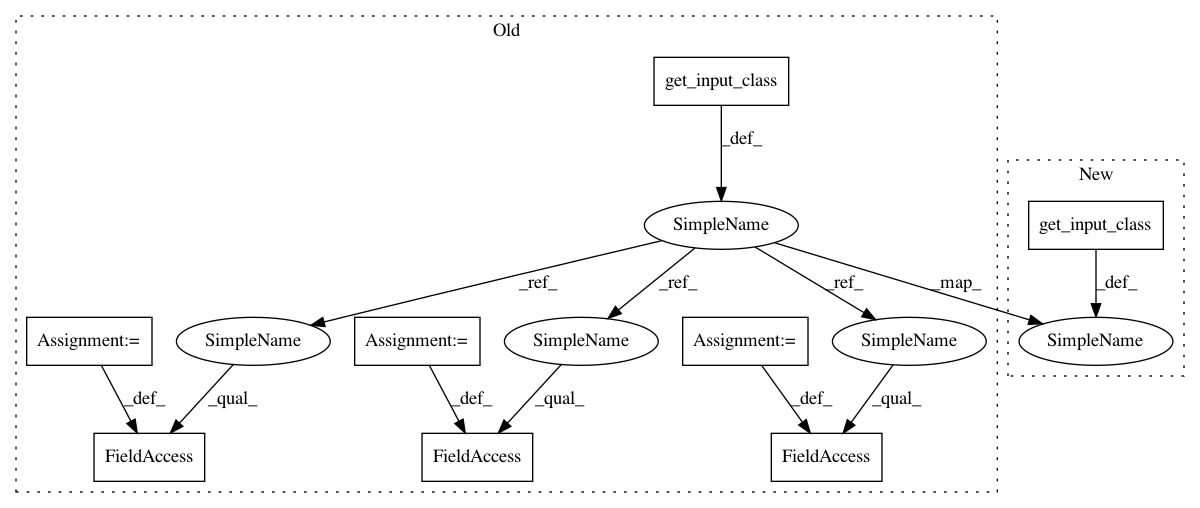 Old
get_input_class
_def_
New
SimpleName
get_input_class
_ref_
_ref_
_ref_
_map_
_def_
Assignment:=
SimpleName
Assignment:=
SimpleName
Assignment:=
SimpleName
SimpleName
_def_
_qual_
_def_
_qual_
_def_
_qual_
FieldAccess
FieldAccess
FieldAccess